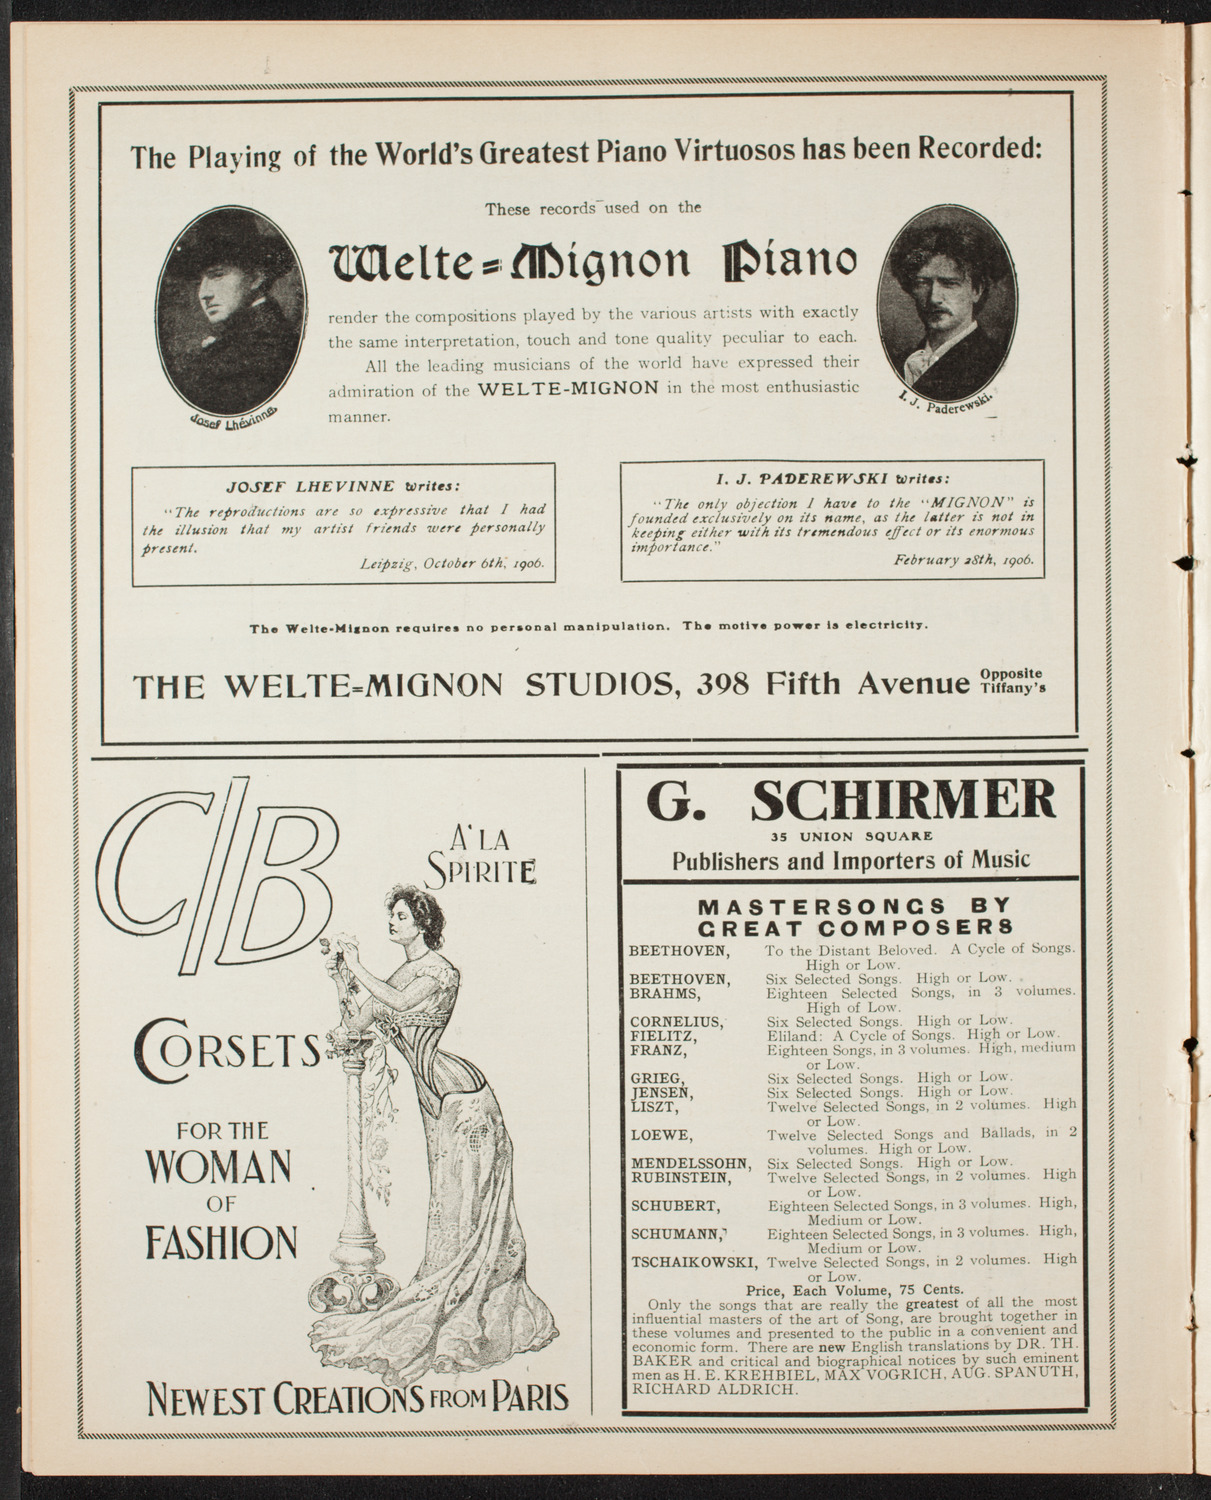 The Playing of the World's Greatest Piano Virtuosos has been Recorded:
These records used on the
Welte=Mignon Piano
render the compositions played by the various artists with exactly
the same interpretation, touch and tone quality peculiar to each.
All the leading musicians of the world have expressed their
admiration of the WELTE-MIGNON in the most enthusiastic
manner.
Josef Lhévinne.
I. J. Paderewski.
JOSEF LHEVINNE writes:
"The reproductions are so expressive that I had
the illusion that my artist friends were personally
present.
Leipzig, October 6th, 1906.
I. J. PADEREWSKI writes:
"The only objection I have to the "MIGNON" is
founded exclusively on its name, as the latter is not in
keeping either with its tremendous effect or its enormous
importance."
February 28th, 1906.
The Welte-Mignon requires no personal manipulation. The motive power is electricity.
THE WELTE=MIGNON STUDIOS, 398 Fifth Avenue Opposite
Tiffany's
C/B
A' LA
SPIRITE
CORSETS
FOR THE
WOMAN
OF
FASHION
NEWEST CREATIONS FROM PARIS
G. SCHIRMER
35 UNION SQUARE
Publishers and Importers of Music
MASTERSONGS BY
GREAT COMPOSERS
BEETHOVEN, To the Distant Beloved. A Cycle of Songs.
High or Low.
BEETHOVEN, Six Selected Songs. High or Low.
BRAHMS, Eighteen Selected Songs, in 3 volumes.
High of Low.
CORNELIUS, Six Selected Songs. High or Low.
FIELITZ, Eliland: A Cycle of Songs. High or Low.
FRANZ, Eighteen Songs, in 3 volumes. High, medium
or Low.
GRIEG, Six Selected Songs. High or Low.
JENSEN, Six Selected Songs. High or Low.
LISZT, Twelve Selected Songs, in 2 volumes. High
or Low.
LOEWE, Twelve Selected Songs and Ballads, in 2
volumes. High or Low.
MENDELSSOHN, Six Selected Songs. High or Low.
RUBINSTEIN, Twelve Selected Songs, in 2 volumes. High
or Low.
SCHUBERT, Eighteen Selected Songs, in 3 volumes. High,
Medium or Low.
SCHUMANN, Eighteen Selected Songs, in 3 volumes. High,
Medium or Low.
TSCHAIKOWSKI, Twelve Selected Songs, in 2 volumes. High
or Low.
Price, Each Volume, 75 Cents.
Only the songs that are really the greatest of all the most
influential masters of the art of Song, are brought together in
these volumes and presented to the public in a convenient and
economic form. There are new English translations by DR. TH.
BAKER and critical and biographical notices by such eminent
men as H. E. KREHBIEL, MAX VOGRICH, AUG. SPANUTH,
RICHARD ALDRICH.